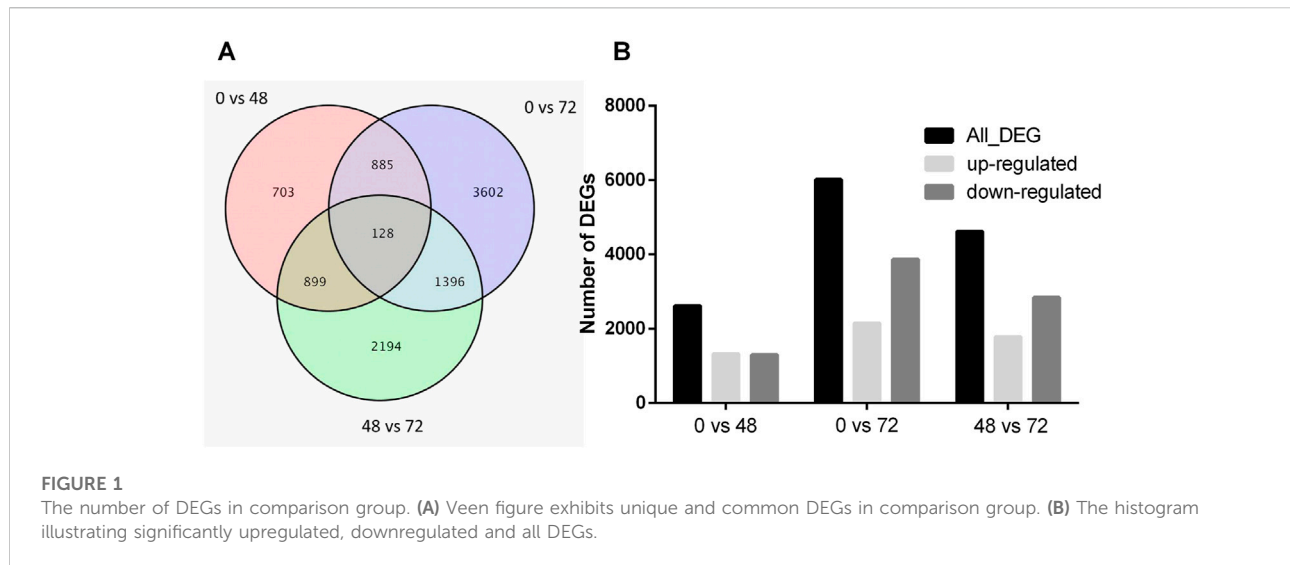 A
0 vs 48
0 vs 72
885
703
3602
128
899
1396
2194
48 vs 72
B
Number of DEGs
8000
6000
4000
2000
0
All_DEG
up-regulated
down-regulated
0 vs 48
0 vs 72
48 vs 72
FIGURE 1
The number of DEGs in comparison group. (A) Veen figure exhibits unique and common DEGs in comparison group. (B) The histogram
illustrating significantly upregulated, downregulated and all DEGs.